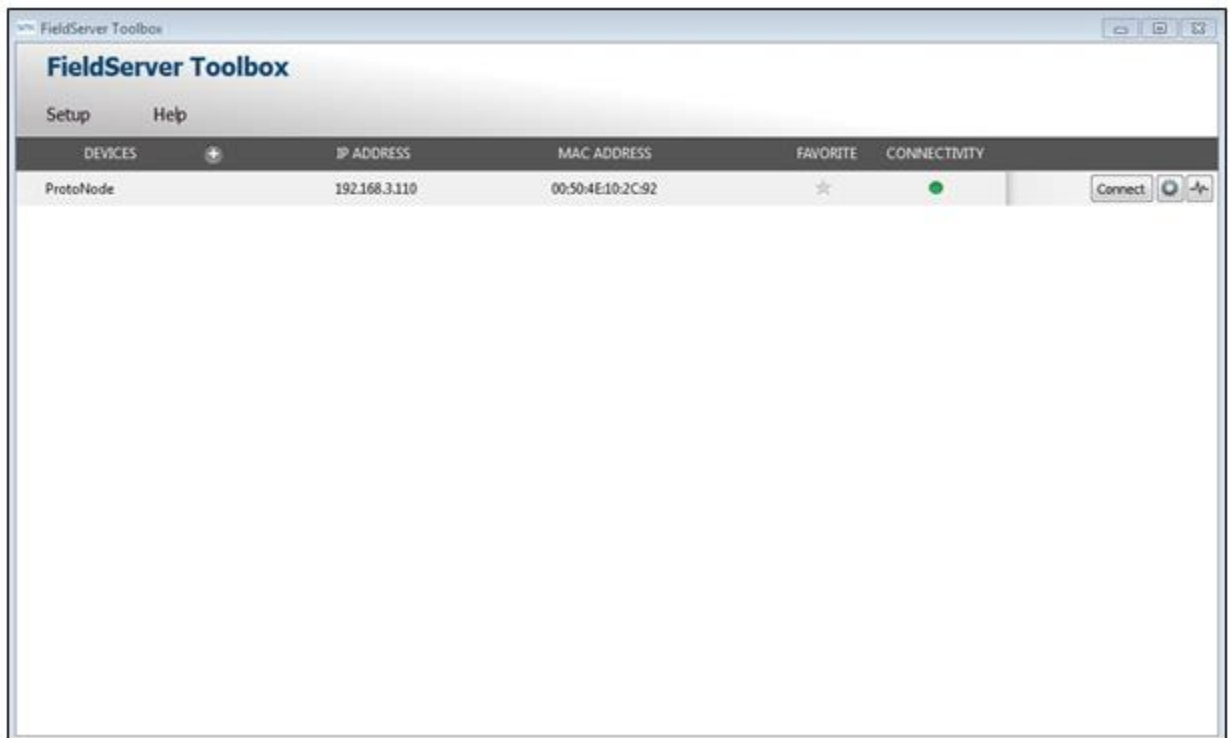 FieldServer Toolbox
FieldServer Toolbox
Setup Help
DEVICES IP ADDRESS MAC ADDRESS FAVORITE CONNECTIVITY
ProtoNode 192.168.3.110 00:50:4E:10:2C:92 Connect